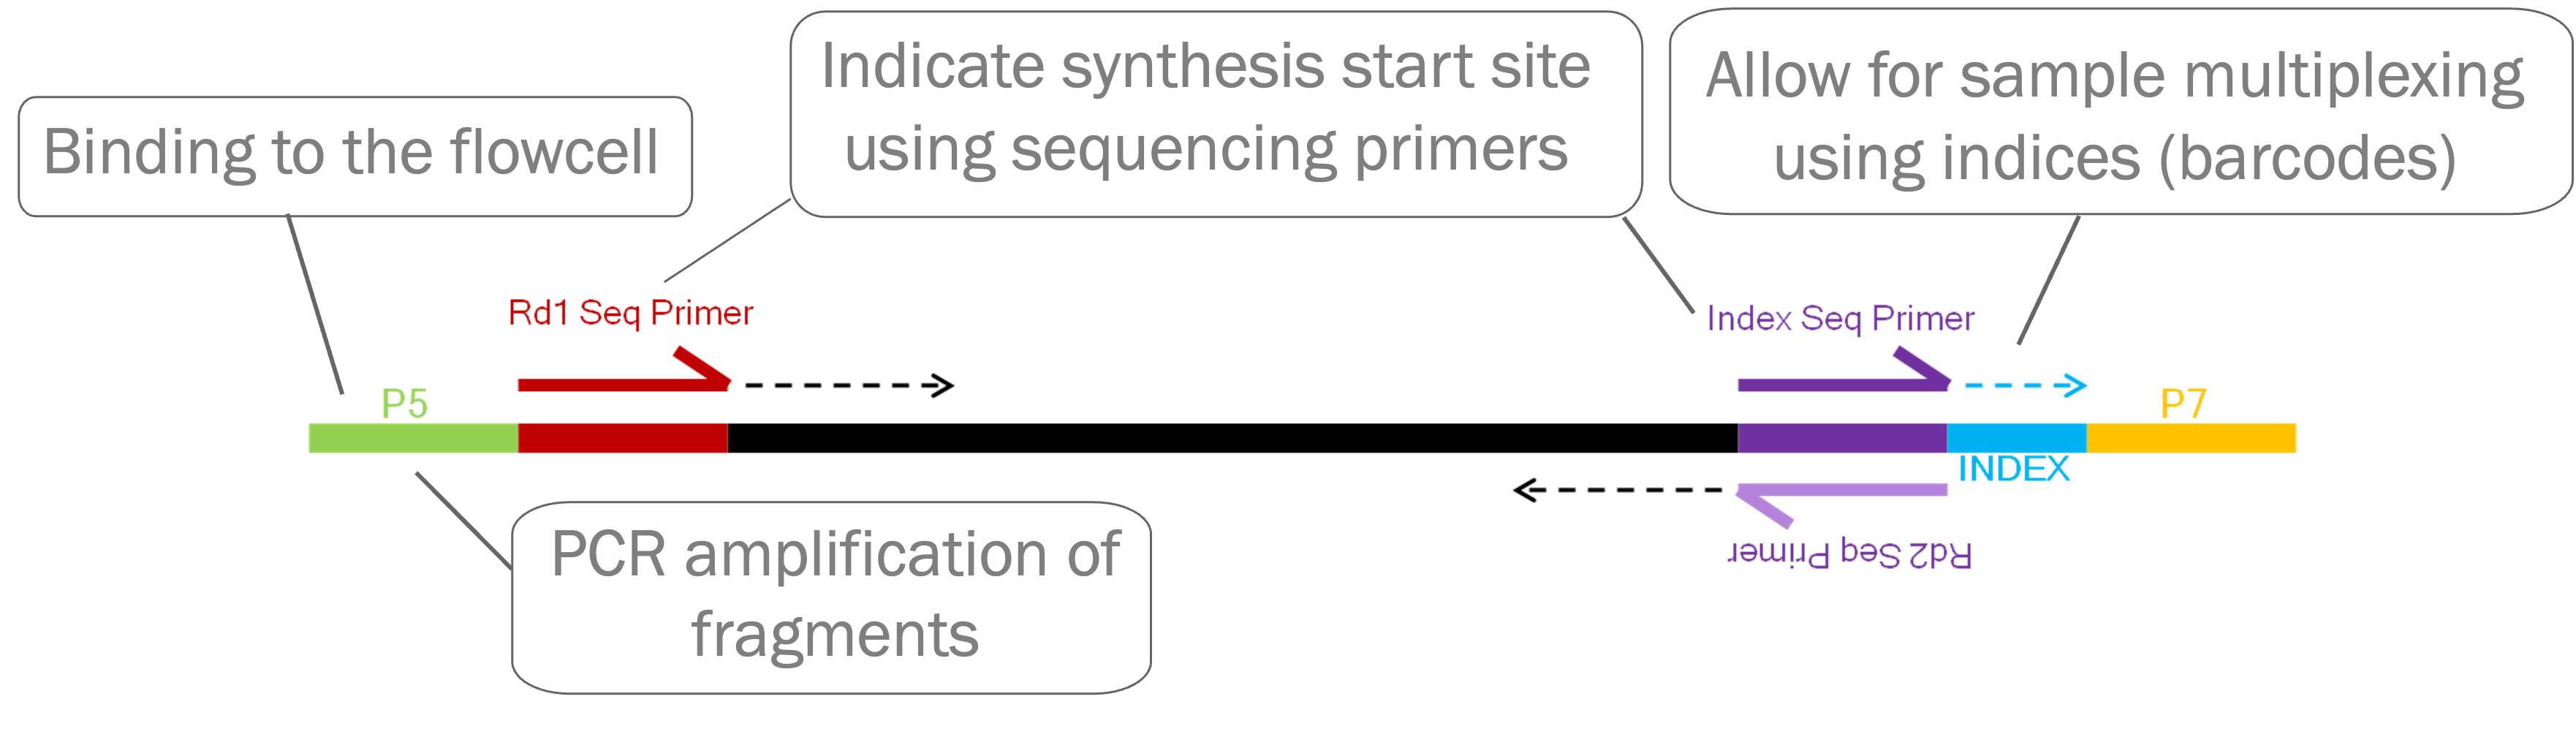 Binding to the flowcell
Indicate synthesis start site
using sequencing primers
Allow for sample multiplexing
using indices (barcodes)
Rd1 Seq Primer
Index Seq Primer
P5
P7
INDEX
Rd2 Seq Primer
PCR amplification of
fragments